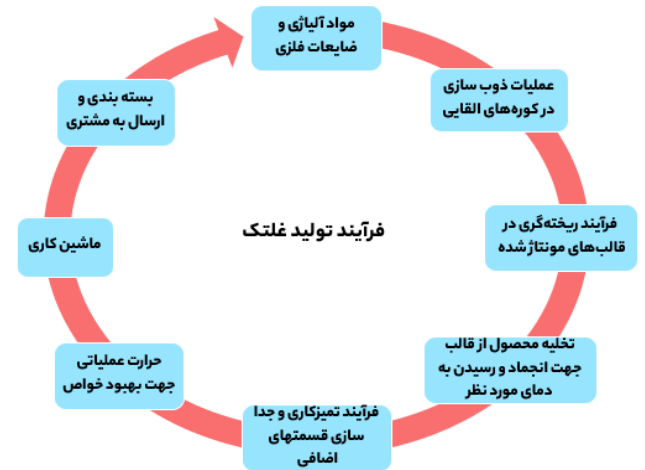 مواد آلیاژی و
ضایعات فلزی
عملیات ذوب سازی
در کوره‌های القایی
فرآیند ریخته‌گری در
قالب‌های مونتاژ شده
تخلیه محصول از قالب
جهت انجماد و رسیدن به
دمای مورد نظر
فرآیند تمیزکاری و جدا
سازی قسمتهای
اضافی
حرارت عملیاتی
جهت بهبود خواص
ماشین کاری
بسته بندی و
ارسال به مشتری
فرآیند تولید غلتک